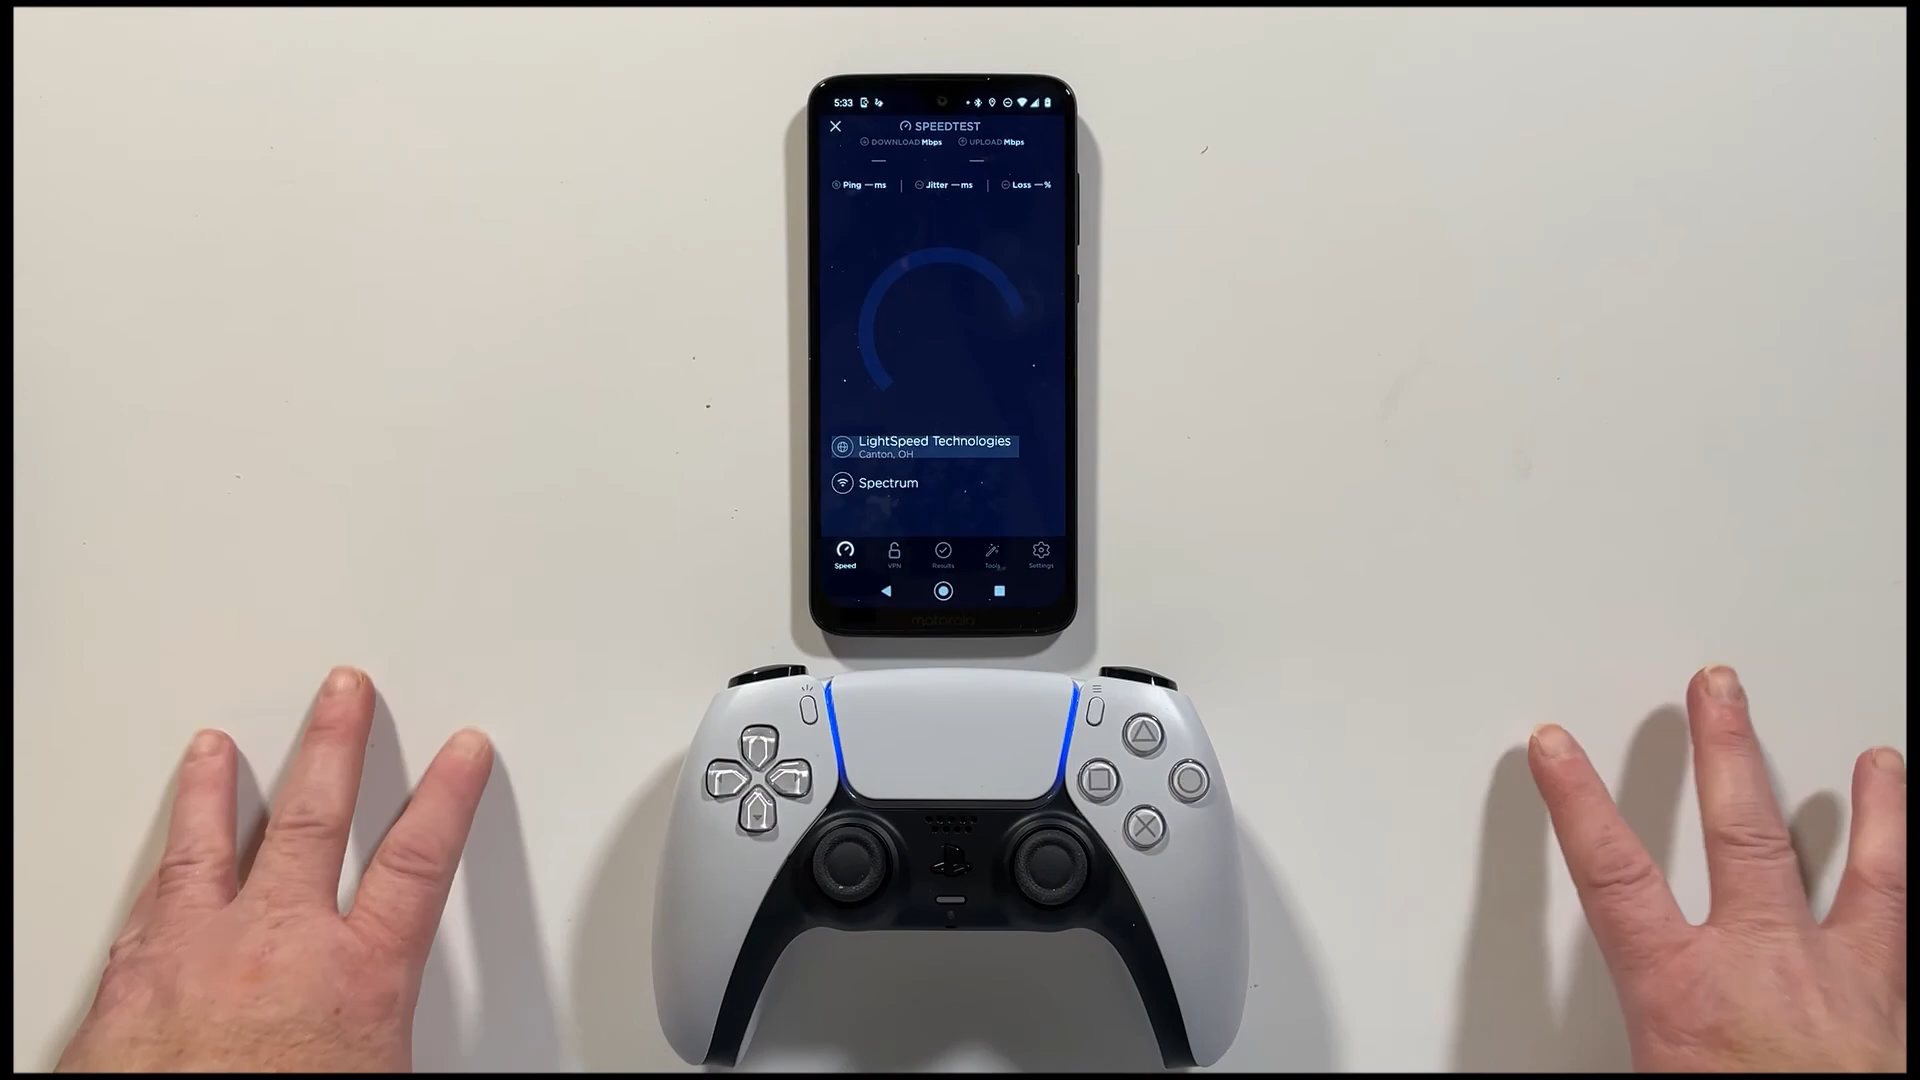 5:33
SPEEDTEST
DOWNLOAD Mbps UPLOAD Mbps
Ping — ms Jitter — ms Loss — %
LightSpeed Technologies
Canton, OH
Spectrum
Speed VPN Results Tools Settings
motorola